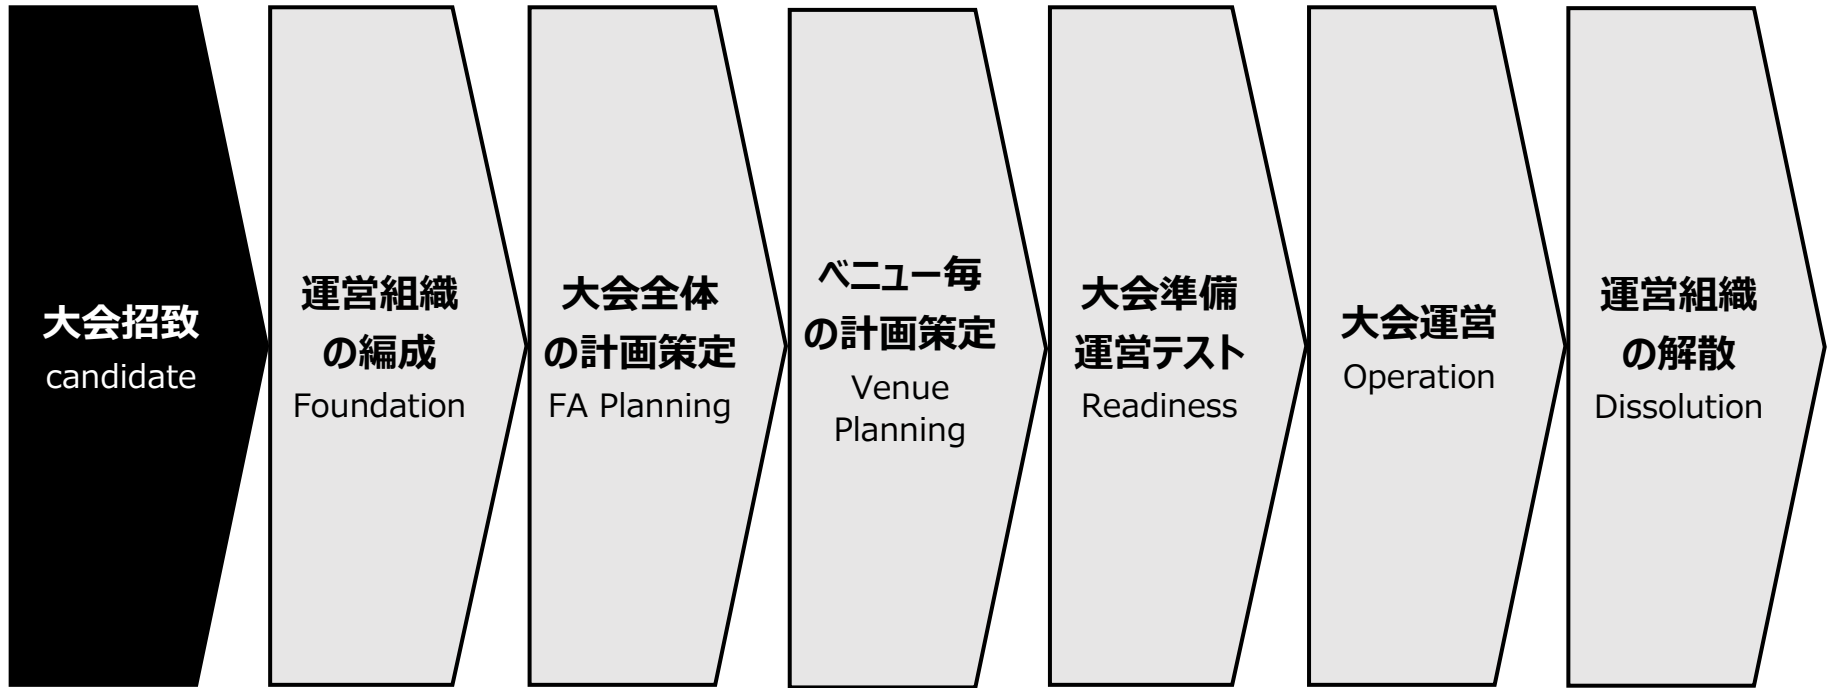 大会招致
candidate
運営組織
の編成
Foundation
大会全体
の計画策定
FA Planning
ベニュー毎
の計画策定
Venue
Planning
大会準備
運営テスト
Readiness
大会運営
Operation
運営組織
の解散
Dissolution